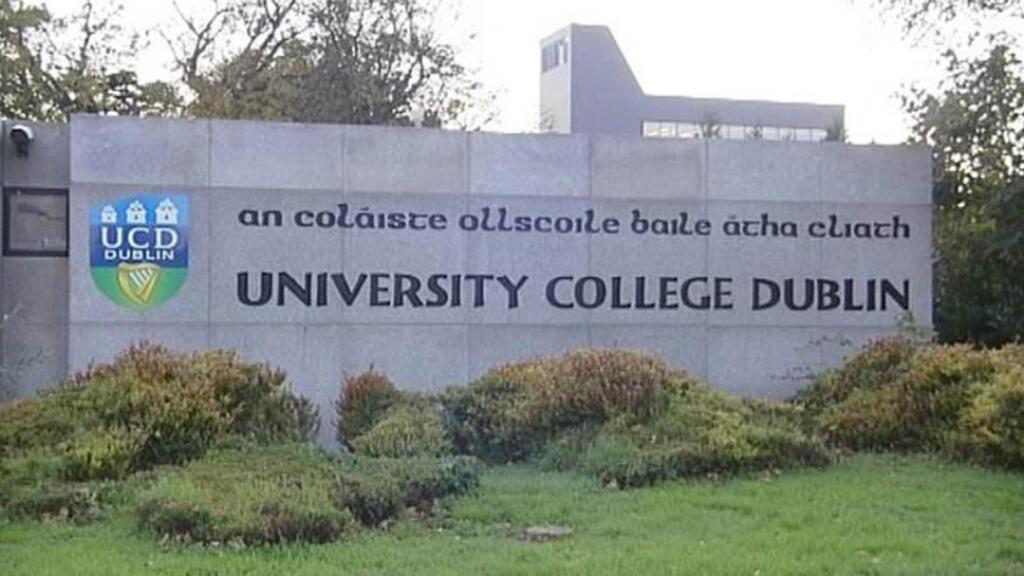 UCD
DUBLIN
an coláiste ollscoile baile átha cliath
UNIVERSITY COLLEGE DUBLIN